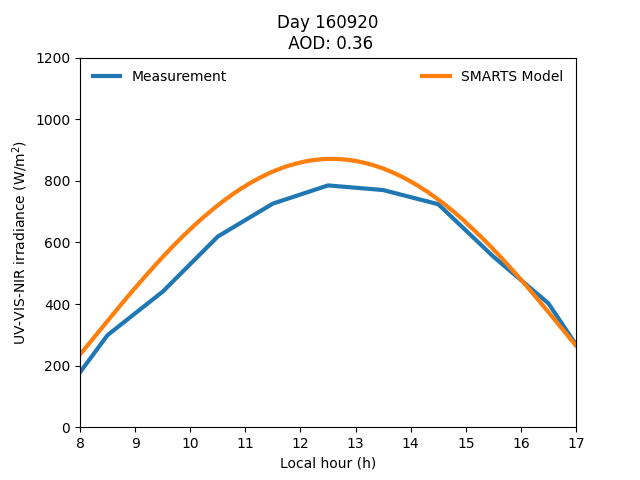 Day 160920
AOD: 0.36
Measurement
SMARTS Model
1200
1000
800
600
400
200
0
UV-VIS-NIR irradiance (W/m²)
8 9 10 11 12 13 14 15 16 17
Local hour (h)